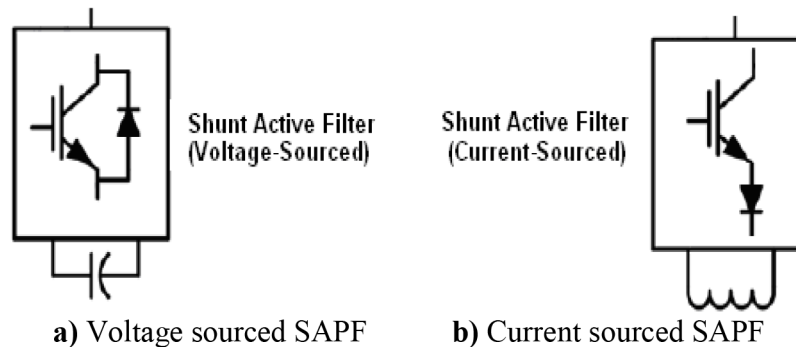 Shunt Active Filter
(Voltage-Sourced)
Shunt Active Filter
(Current-Sourced)
a) Voltage sourced SAPF
b) Current sourced SAPF